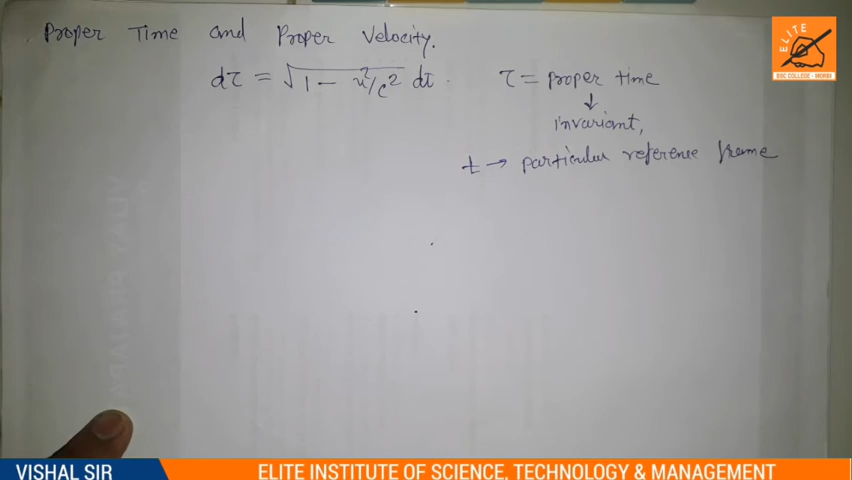 Proper Time and Proper Velocity.
dτ = √1 - u²/c² dt.
τ = proper time
↓
invariant,
t → particular reference frame
ELITE
BSC COLLEGE - MORBI
VISHAL SIR
ELITE INSTITUTE OF SCIENCE, TECHNOLOGY & MANAGEMENT